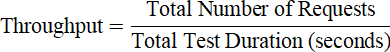 Throughput = Total Number of Requests / Total Test Duration (seconds)